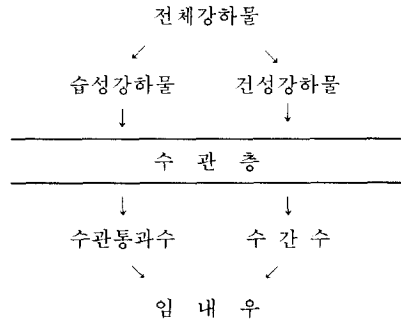 전체강하물
습성강하물 건성강하물
수 관 층
수관통과수 수 간 수
임 내 우